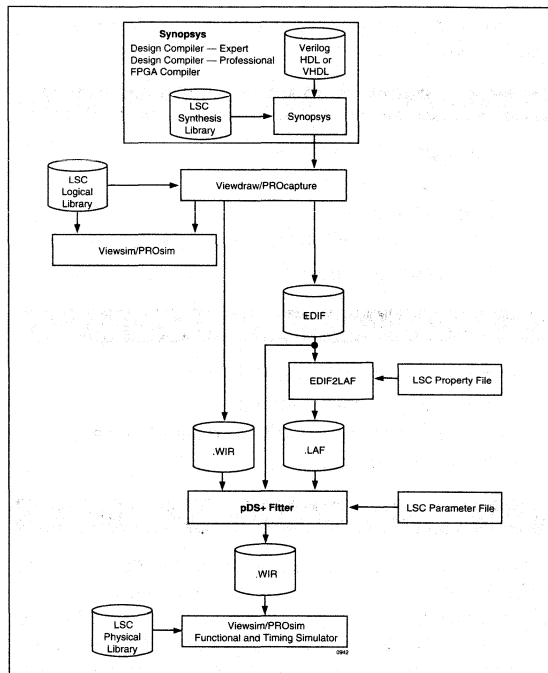 Synopsys
Design Compiler — Expert
Design Compiler — Professional
FPGA Compiler
Verilog
HDL or
VHDL
LSC
Synthesis
Library
Synopsys
LSC
Logical
Library
Viewdraw/PROcapture
Viewsim/PROsim
EDIF
EDIF2LAF
LSC Property File
.WIR
.LAF
pDS+ Fitter
LSC Parameter File
.WIR
LSC
Physical
Library
Viewsim/PROsim
Functional and Timing Simulator
0942